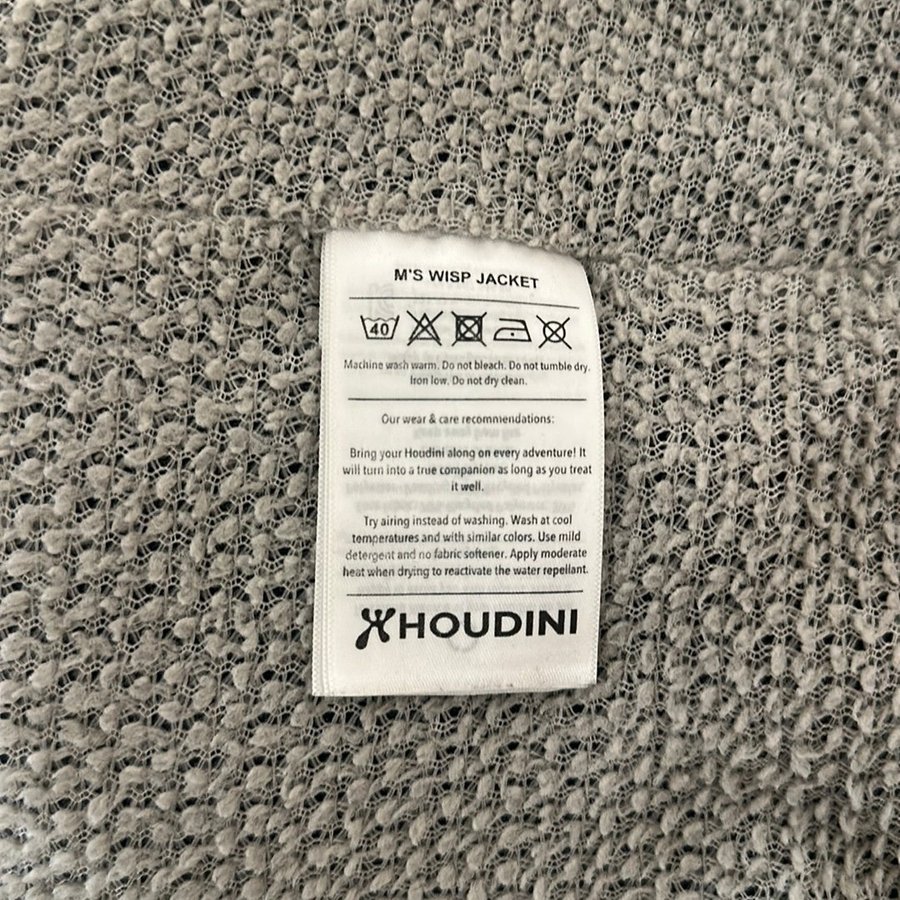 M'S WISP JACKET
40
Machine wash warm. Do not bleach. Do not tumble dry.
Iron low. Do not dry clean.
Our wear & care recommendations:
Bring your Houdini along on every adventure! It
will turn into a true companion as long as you treat
it well.
Try airing instead of washing. Wash at cool
temperatures and with similar colors. Use mild
detergent and no fabric softener. Apply moderate
heat when drying to reactivate the water repellant.
HOUDINI